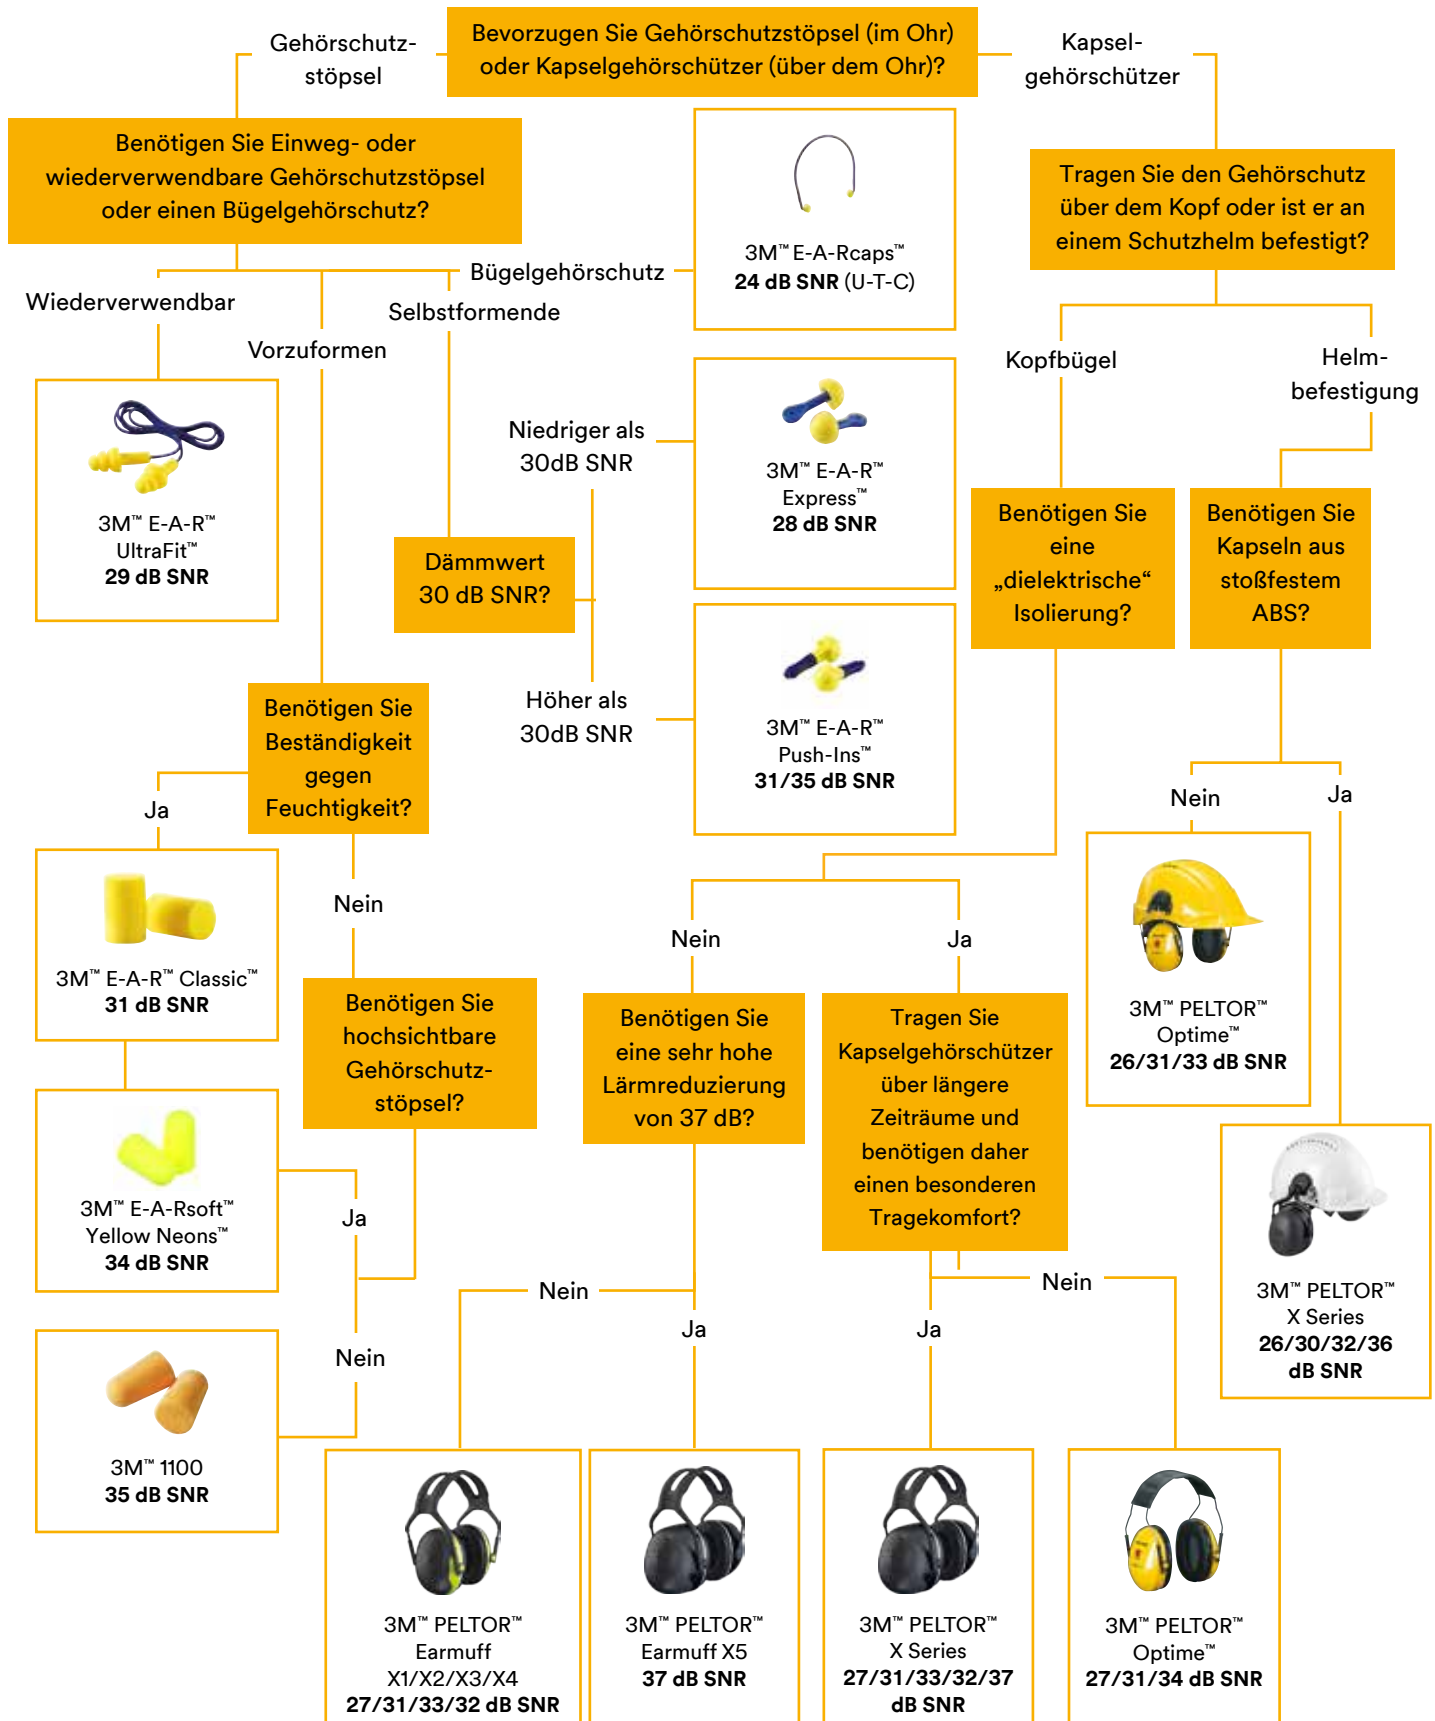 Bevorzugen Sie Gehörschutzstöpsel (im Ohr)
oder Kapselgehörschützer (über dem Ohr)?
Gehörschutz-
stöpsel
Kapsel-
gehörschützer
Benötigen Sie Einweg- oder
wiederverwendbare Gehörschutzstöpsel
oder einen Bügelgehörschutz?
3M™ E-A-Rcaps™
24 dB SNR (U-T-C)
Tragen Sie den Gehörschutz
über dem Kopf oder ist er an
einem Schutzhelm befestigt?
Bügelgehörschutz
Wiederverwendbar
Selbstformende
Vorzuformen
Kopfbügel
Helm-
befestigung
3M™ E-A-R™
UltraFit™
29 dB SNR
Niedriger als
30dB SNR
3M™ E-A-R™
Express™
28 dB SNR
Dämmwert
30 dB SNR?
Benötigen Sie
eine
„dielektrische“
Isolierung?
Benötigen Sie
Kapseln aus
stoßfestem
ABS?
Höher als
30dB SNR
3M™ E-A-R™
Push-Ins™
31/35 dB SNR
Benötigen Sie
Beständigkeit
gegen
Feuchtigkeit?
Ja
Nein
Nein
Ja
3M™ E-A-R™ Classic™
31 dB SNR
Benötigen Sie
hochsichtbare
Gehörschutz-
stöpsel?
Nein
Ja
Benötigen Sie
eine sehr hohe
Lärmreduzierung
von 37 dB?
Tragen Sie
Kapselgehörschützer
über längere
Zeiträume und
benötigen daher
einen besonderen
Tragekomfort?
3M™ PELTOR™
Optime™
26/31/33 dB SNR
3M™ E-A-Rsoft™
Yellow Neons™
34 dB SNR
Ja
Nein
3M™ PELTOR™
X Series
26/30/32/36
dB SNR
Nein
Ja
Ja
Nein
3M™ 1100
35 dB SNR
3M™ PELTOR™
Earmuff
X1/X2/X3/X4
27/31/33/32 dB SNR
3M™ PELTOR™
Earmuff X5
37 dB SNR
3M™ PELTOR™
X Series
27/31/33/32/37
dB SNR
3M™ PELTOR™
Optime™
27/31/34 dB SNR